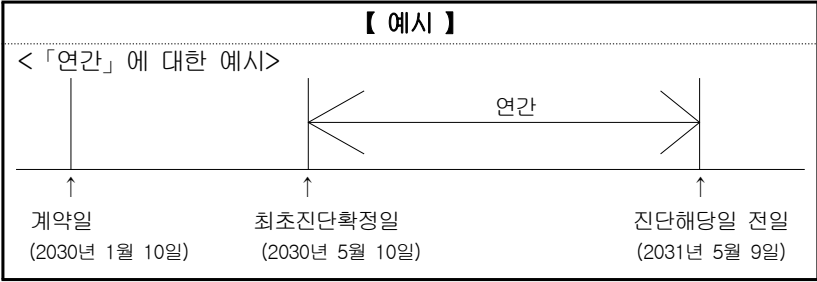 【 예시 】
<「연간」에 대한 예시>
연간
↑ ↑ ↑
계약일 최초진단확정일 진단해당일 전일
(2030년 1월 10일) (2030년 5월 10일) (2031년 5월 9일)